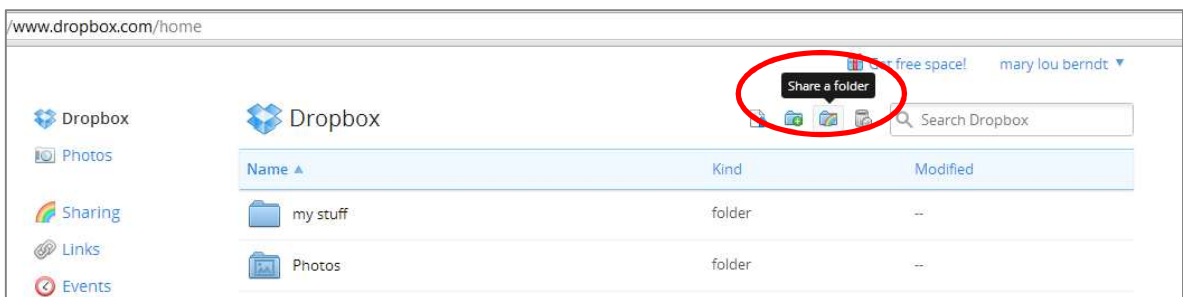 /www.dropbox.com/home
Get free space! mary lou berndt ▼
Share a folder
Dropbox
Dropbox
Search Dropbox
Photos
Name ▲ Kind Modified
Sharing
my stuff folder --
Links
Photos folder --
Events